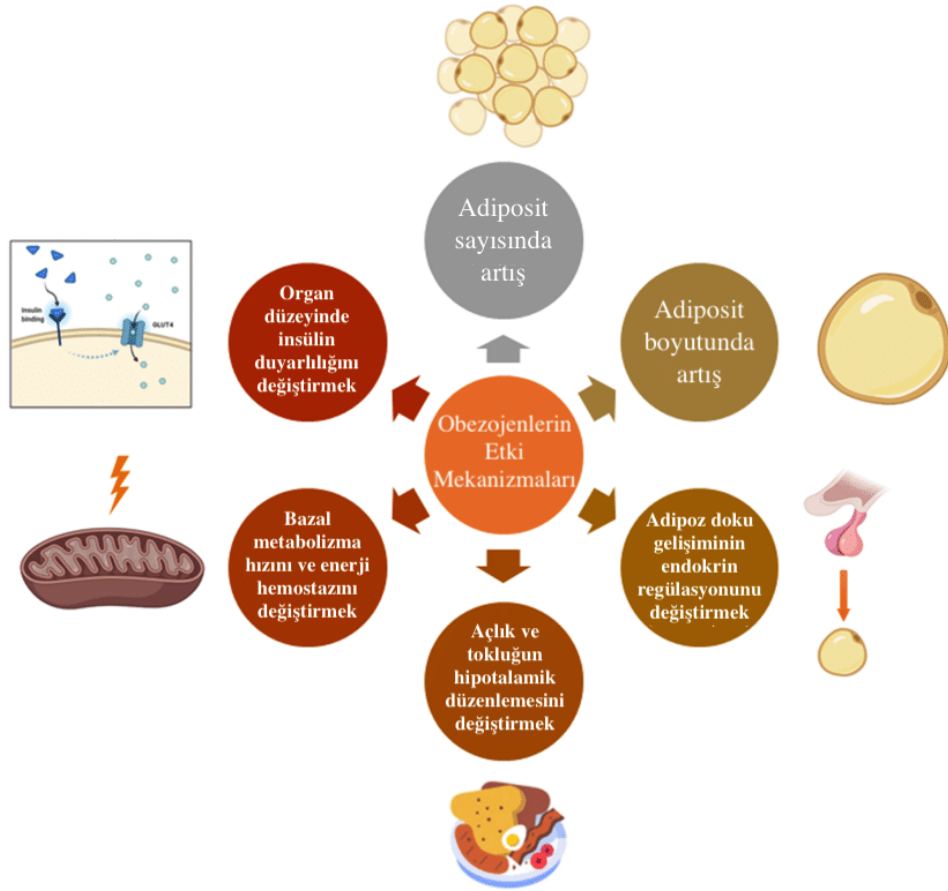 Adiposit
sayısında
artış
Organ
düzeyinde
insülin
duyarlılığını
değiştirmek
Insulin
binding
GLUT4
Adiposit
boyutunda
artış
Obezojenlerin
Etki
Mekanizmaları
Bazal
metabolizma
hızını ve enerji
hemostazını
değiştirmek
Adipoz doku
gelişiminin
endokrin
regülasyonunu
değiştirmek
Açlık ve
tokluğun
hipotalamik
düzenlemesini
değiştirmek